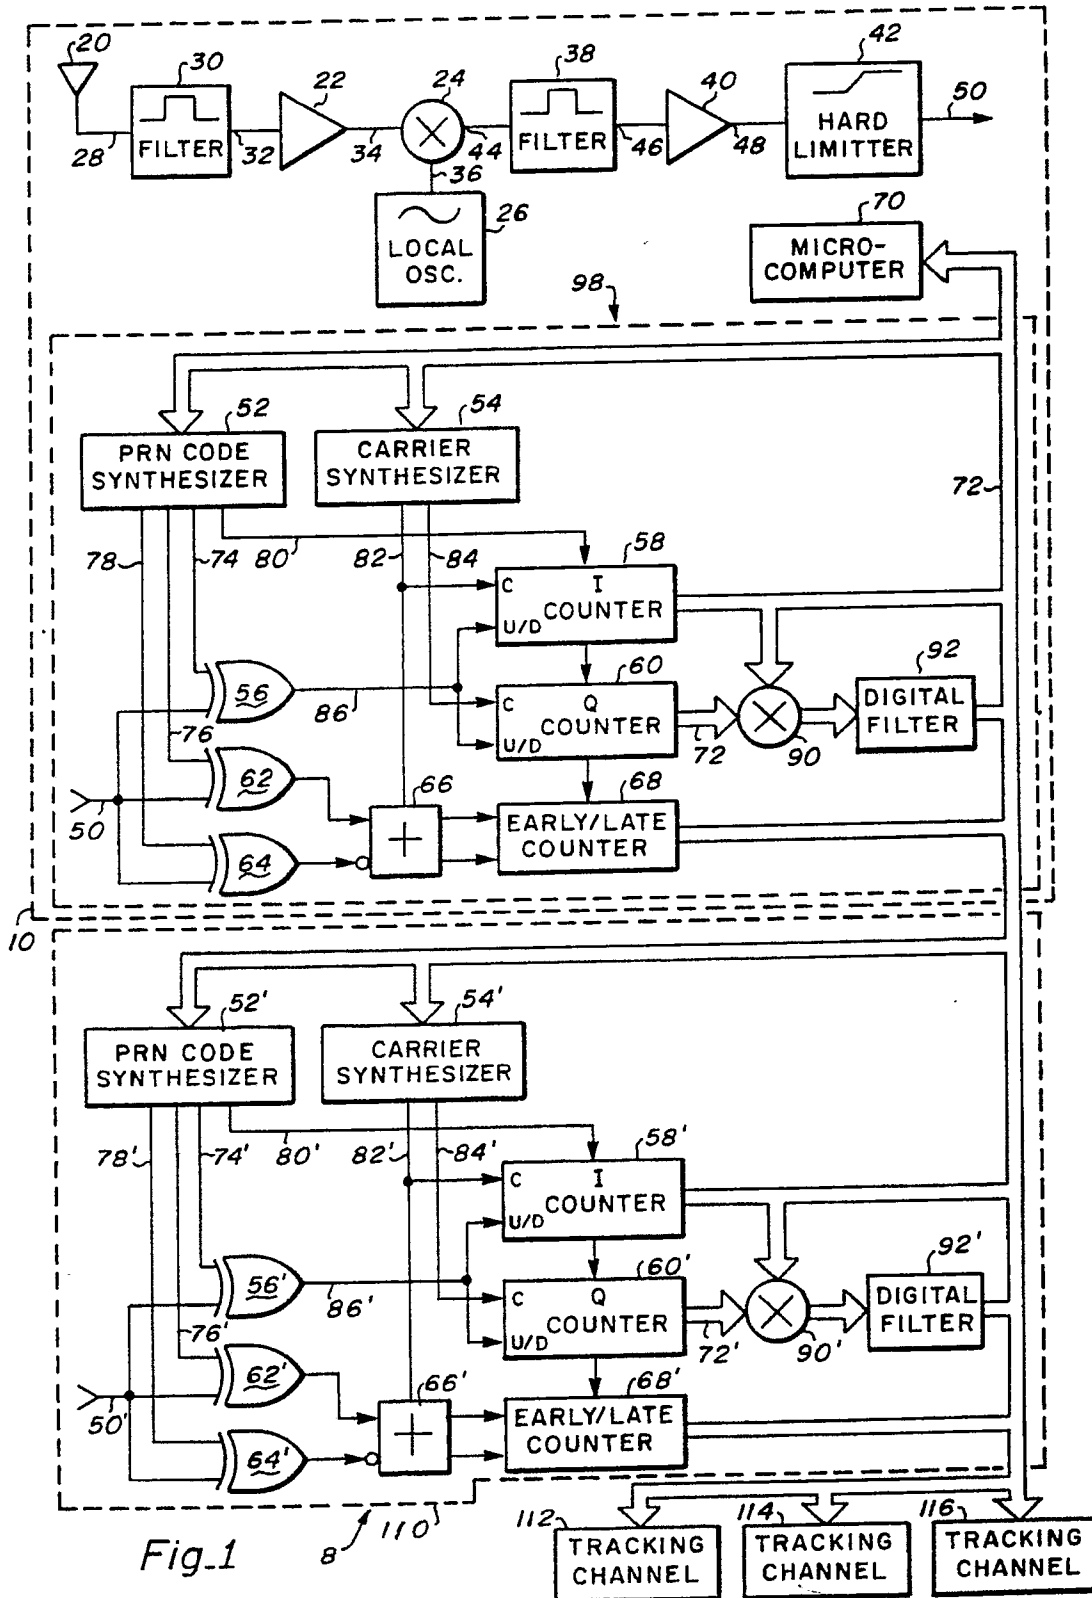 20
30
22
24
38
40
42
50
FILTER
FILTER
HARD
LIMITTER
28
32
34
44
46
48
36
26
LOCAL
OSC.
70
MICRO-
COMPUTER
98
52
54
PRN CODE
SYNTHESIZER
CARRIER
SYNTHESIZER
72
78
74
80
82
84
58
C
I
COUNTER
U/D
60
92
56
86
C
Q
COUNTER
U/D
DIGITAL
FILTER
76
72
90
62
66
68
50
+
EARLY/LATE
COUNTER
64
10
52'
54'
PRN CODE
SYNTHESIZER
CARRIER
SYNTHESIZER
78'
74'
80'
82'
84'
58'
C
I
COUNTER
U/D
60'
92'
56'
86'
C
Q
COUNTER
U/D
DIGITAL
FILTER
76'
72'
90'
62'
66'
68'
50'
+
EARLY/LATE
COUNTER
64'
Fig_1
8
110
112
114
116
TRACKING
CHANNEL
TRACKING
CHANNEL
TRACKING
CHANNEL